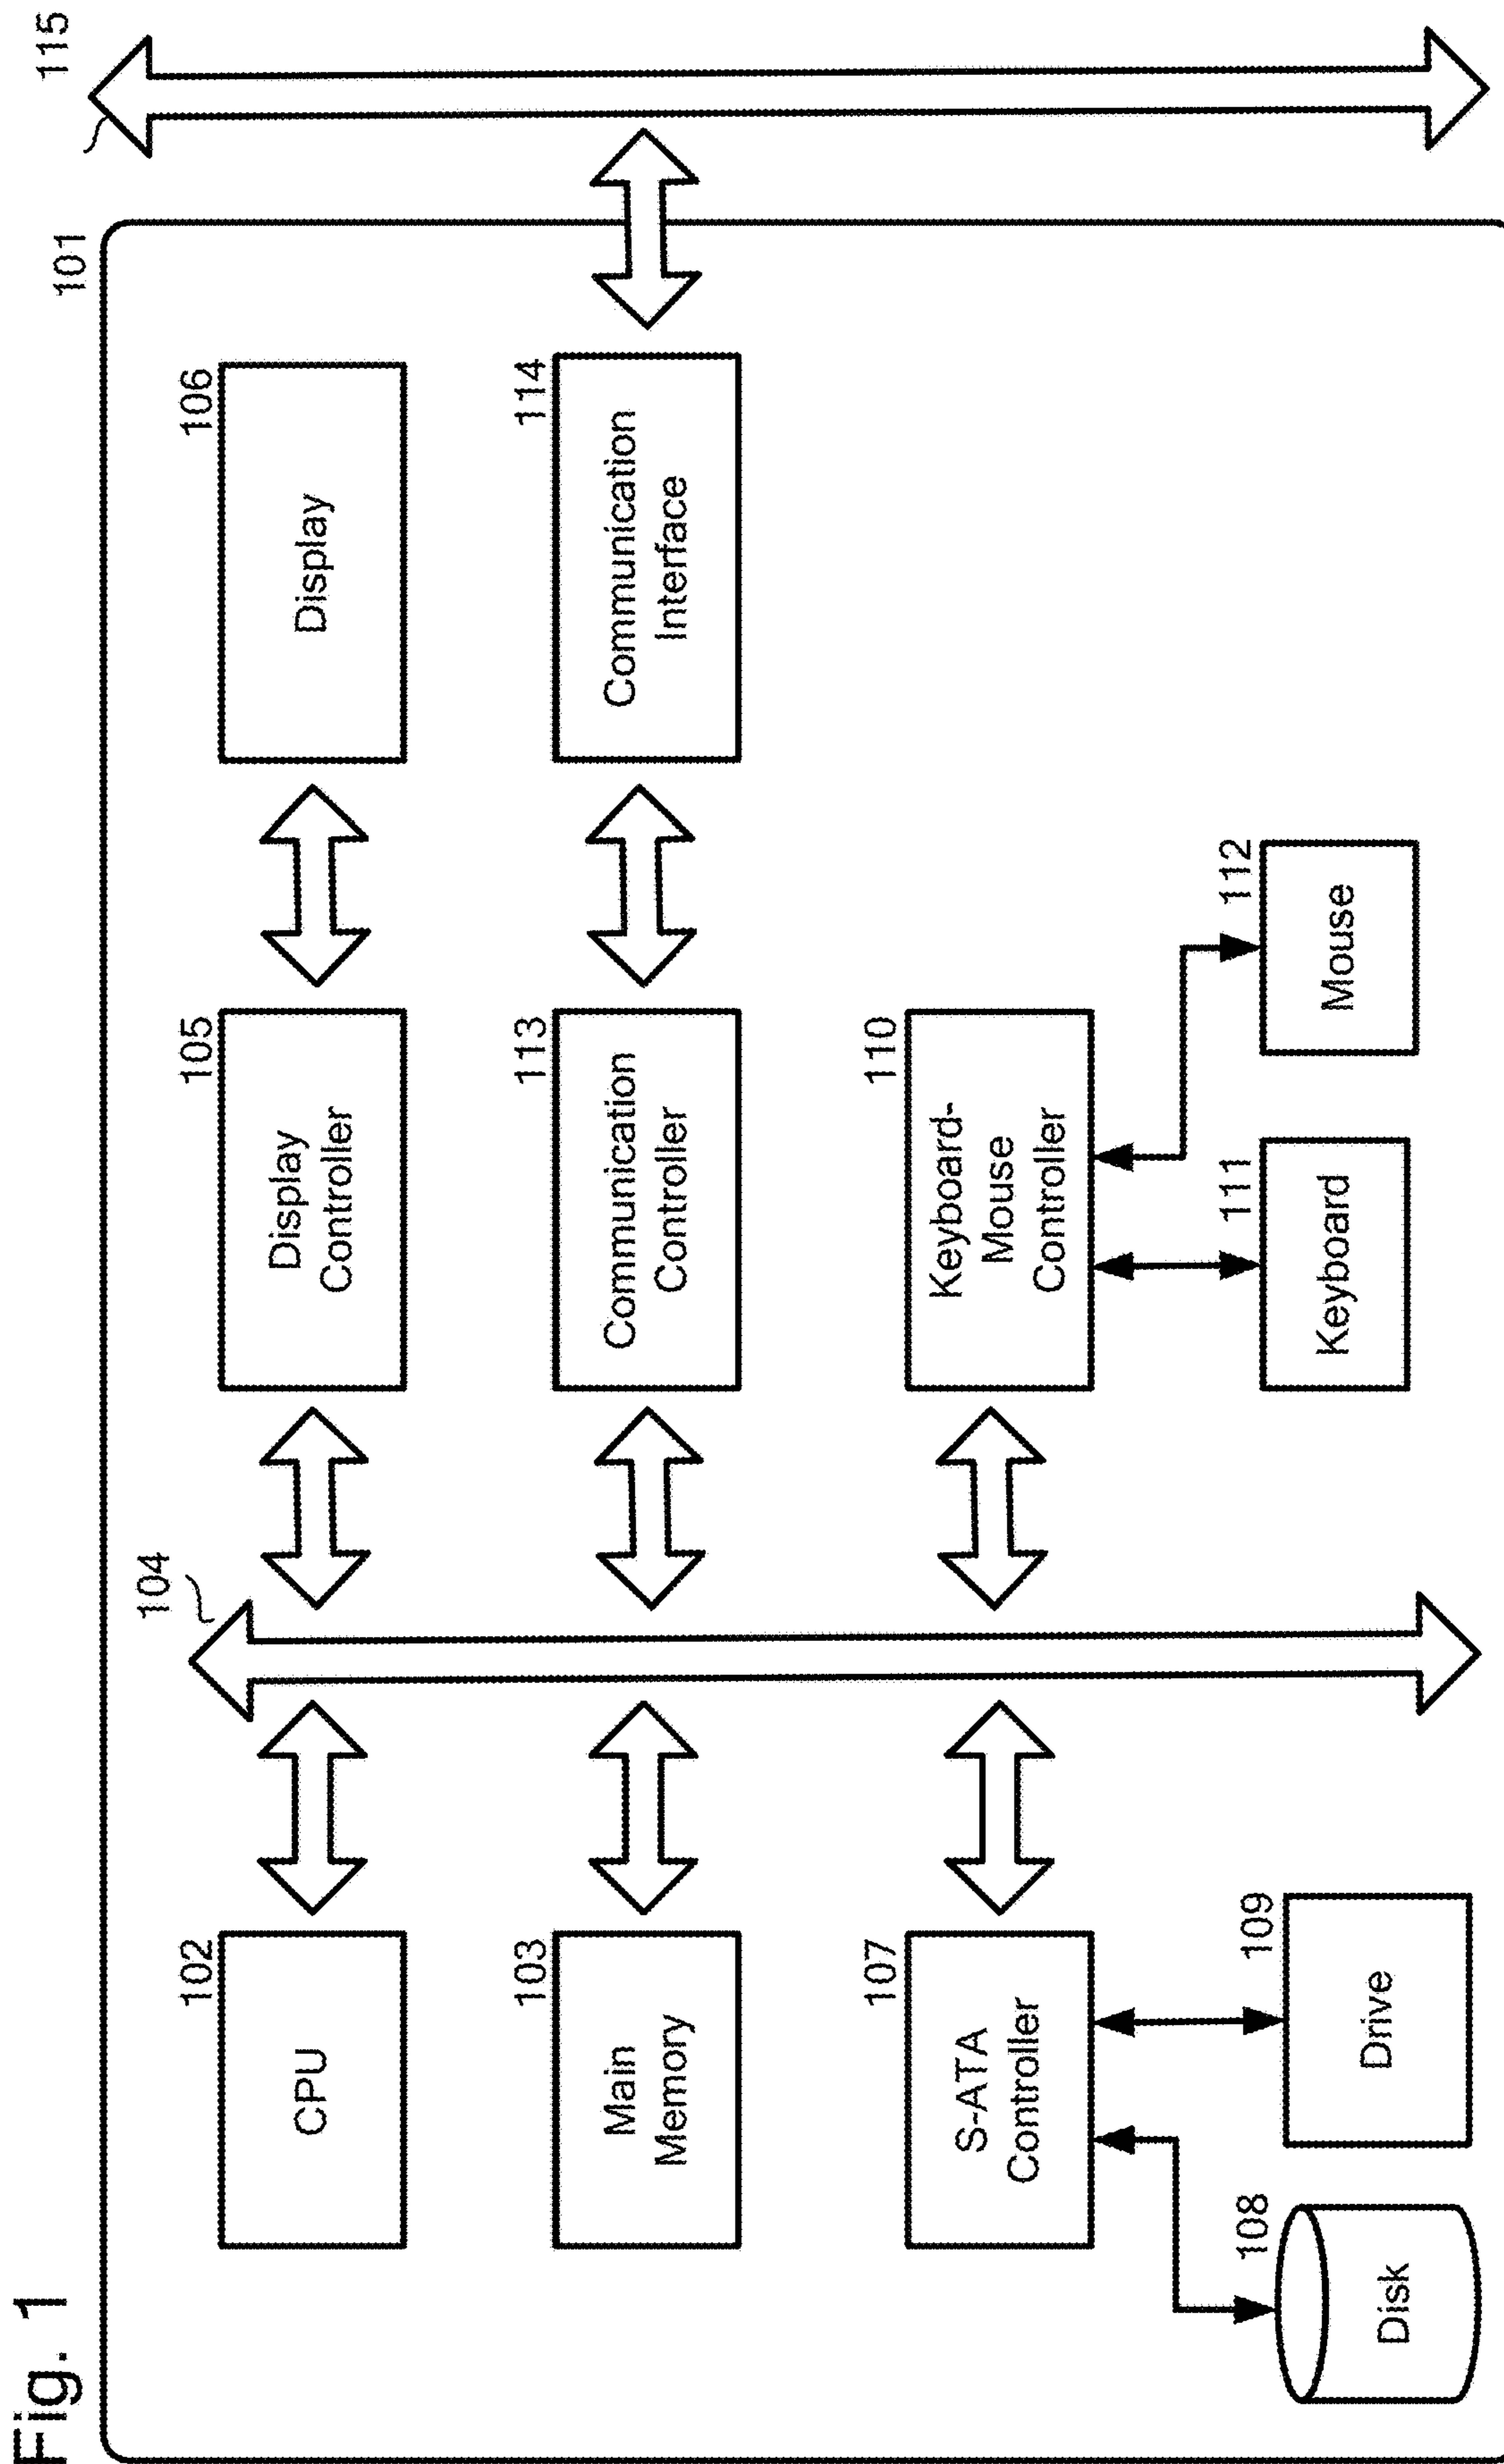 Fig. 1
101
115
102
CPU
104
105
Display
Controller
106
Display
103
Main
Memory
113
Communication
Controller
114
Communication
Interface
107
S-ATA
Controller
110
Keyboard-
Mouse
Controller
108
Disk
109
Drive
111
Keyboard
112
Mouse